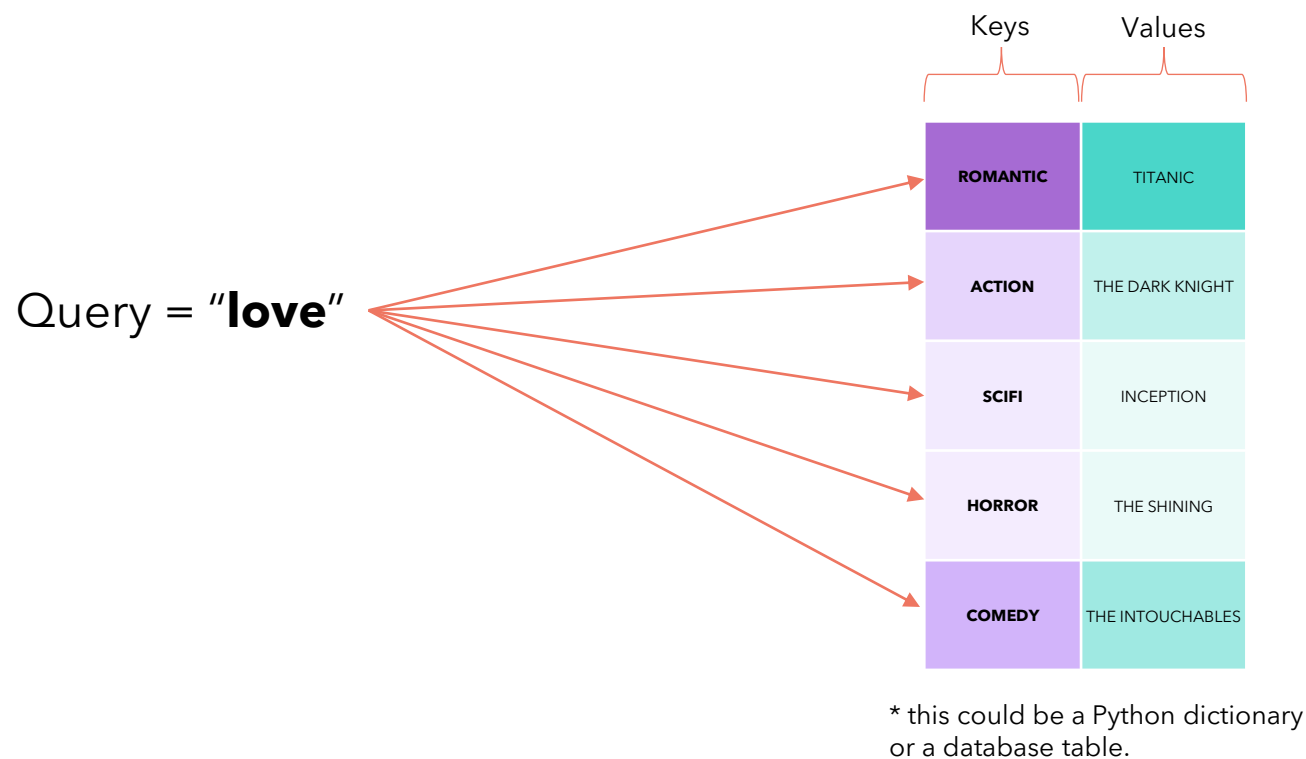 Keys Values
ROMANTIC TITANIC
ACTION THE DARK KNIGHT
Query = “love”
SCIFI INCEPTION
HORROR THE SHINING
COMEDY THE INTOUCHABLES
* this could be a Python dictionary
or a database table.